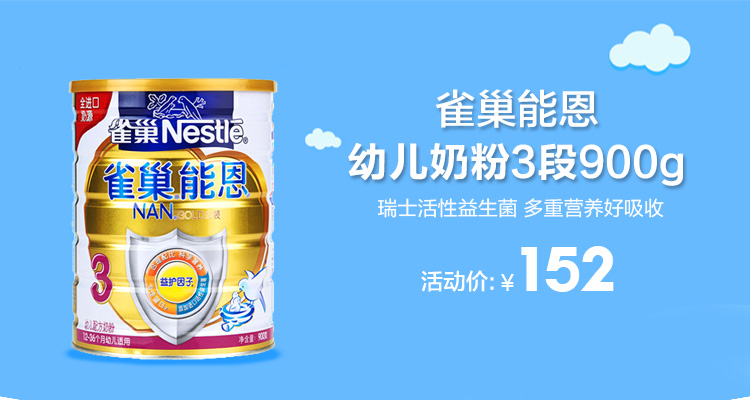 雀巢能恩
幼儿奶粉3段900g
瑞士活性益生菌 多重营养好吸收
活动价:￥152
全进口
奶源
雀巢Nestlé®
雀巢能恩
NAN
GOLD
3
益护因子
幼儿配方奶粉
12-36个月幼儿适用
净含量:900克